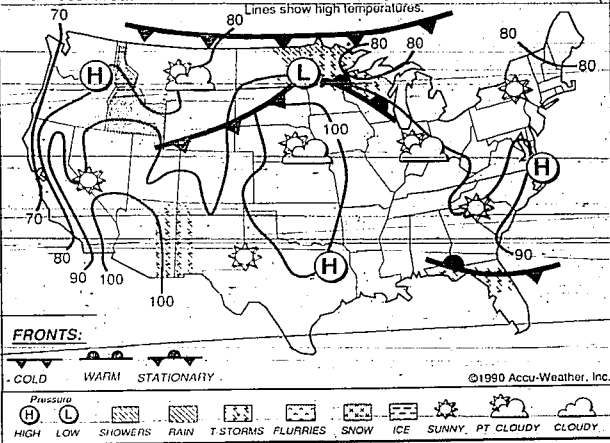 Lines show high temperatures.
70
80
80
80
80
80
H
H
L
100
H
70
80
90
100
100
H
90
FRONTS:
COLD WARM STATIONARY
©1990 Accu-Weather, Inc.
Pressure
H L
HIGH LOW SHOWERS RAIN T-STORMS FLURRIES SNOW ICE SUNNY PT CLOUDY CLOUDY